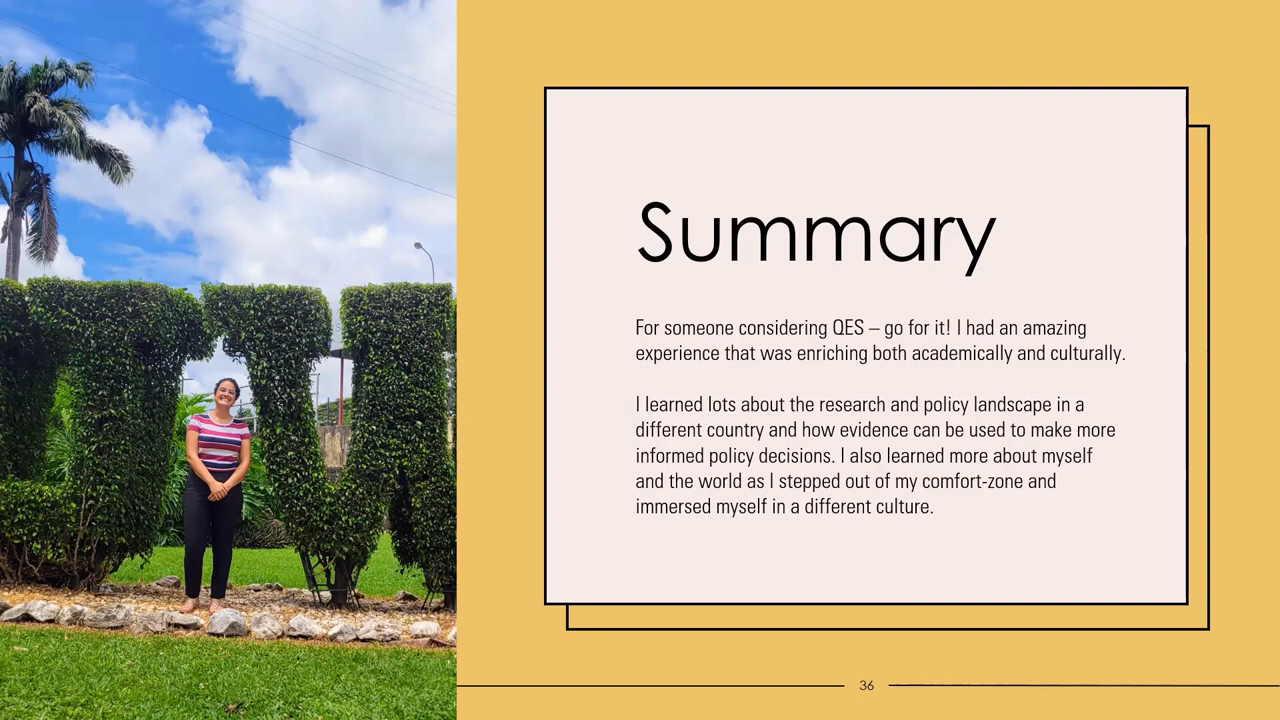 Summary
For someone considering QES – go for it! I had an amazing
experience that was enriching both academically and culturally.
I learned lots about the research and policy landscape in a
different country and how evidence can be used to make more
informed policy decisions. I also learned more about myself
and the world as I stepped out of my comfort-zone and
immersed myself in a different culture.
36